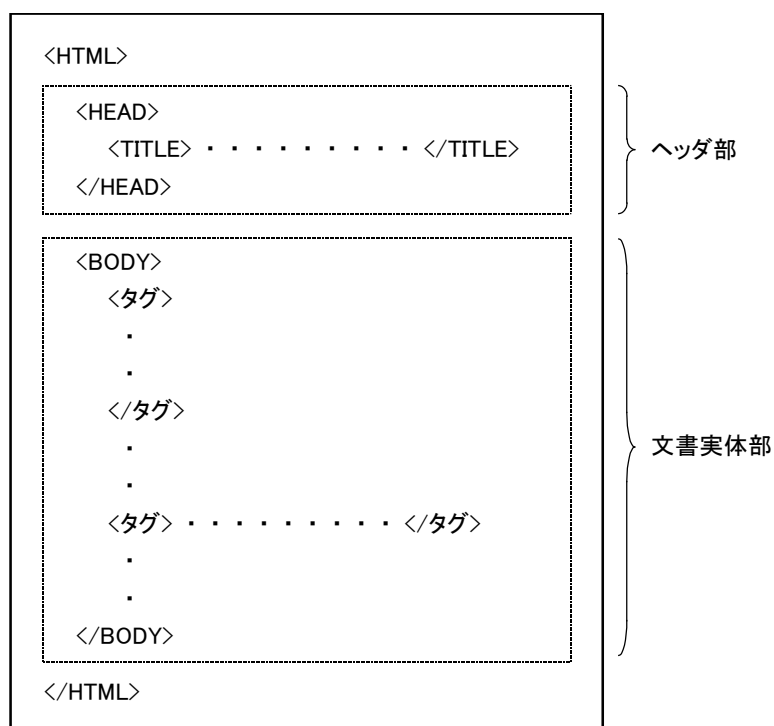 <HTML>
<HEAD>
<TITLE> ・・・・・・・・・ </TITLE>
</HEAD>
ヘッダ部
<BODY>
<タグ>
・
・
</タグ>
・
・
<タグ> ・・・・・・・・・ </タグ>
・
・
</BODY>
文書実体部
</HTML>